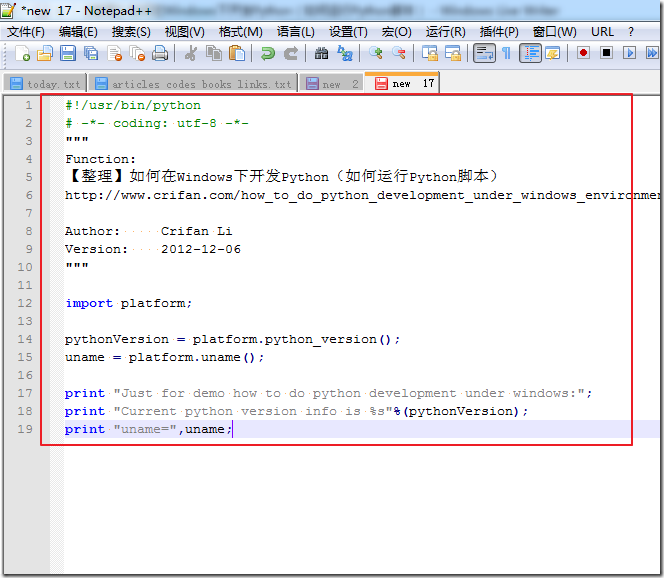 *new 17 - Notepad++
文件(F) 编辑(E) 搜索(S) 视图(V) 格式(M) 语言(L) 设置(T) 宏(O) 运行(R) 插件(P) 窗口(W) URL ?
today.txt articles codes books links.txt new 2 new 17
1 #!/usr/bin/python
2 # -*- coding: utf-8 -*-
3 """
4 Function:
5 【整理】如何在Windows下开发Python（如何运行Python脚本）
6 http://www.crifan.com/how_to_do_python_development_under_windows_environmen
7
8 Author: Crifan Li
9 Version: 2012-12-06
10 """
11
12 import platform;
13
14 pythonVersion = platform.python_version();
15 uname = platform.uname();
16
17 print "Just for demo how to do python development under windows:";
18 print "Current python version info is %s"%(pythonVersion);
19 print "uname=",uname;